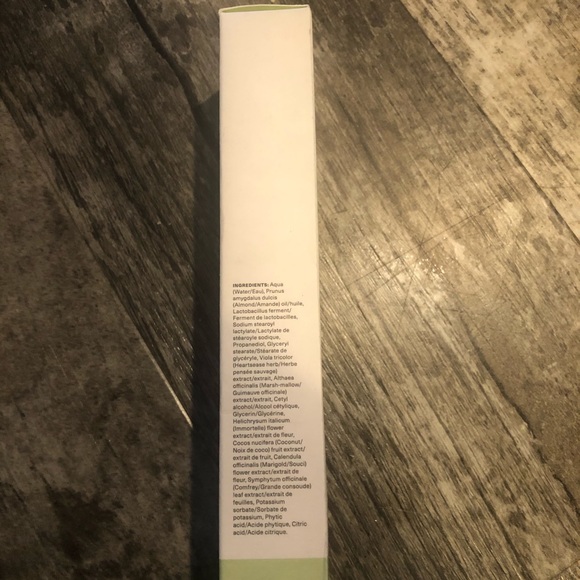 INGREDIENTS: Aqua
(Water/Eau), Prunus
amygdalus dulcis
(Almond/Amande) oil/huile,
Lactobacillus ferment/
Ferment de lactobacilles,
Sodium stearoyl
lactylate/Lactylate de
stéaroyle sodique,
Propanediol, Glyceryl
stearate/Stéarate de
glycéryle, Viola tricolor
(Heartsease herb/Herbe
pensée sauvage)
extract/extrait, Althaea
officinalis (Marsh-mallow/
Guimauve officinale)
extract/extrait, Cetyl
alcohol/Alcool cétylique,
Glycerin/Glycérine,
Helichrysum italicum
(Immortelle) flower
extract/extrait de fleur,
Cocos nucifera (Coconut/
Noix de coco) fruit extract/
extrait de fruit, Calendula
officinalis (Marigold/Souci)
flower extract/extrait de
fleur, Symphytum officinale
(Comfrey/Grande consoude)
leaf extract/extrait de
feuilles, Potassium
sorbate/Sorbate de
potassium, Phytic
acid/Acide phytique, Citric
acid/Acide citrique.